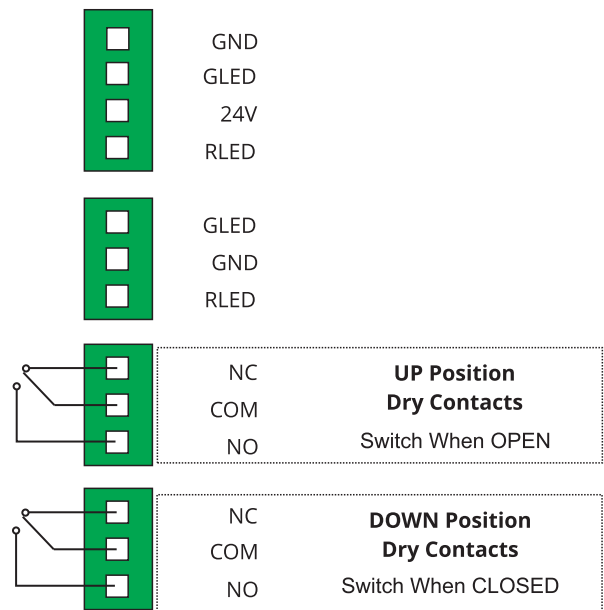 GND
GLED
24V
RLED
GLED
GND
RLED
NC
COM
NO
UP Position
Dry Contacts
Switch When OPEN
NC
COM
NO
DOWN Position
Dry Contacts
Switch When CLOSED